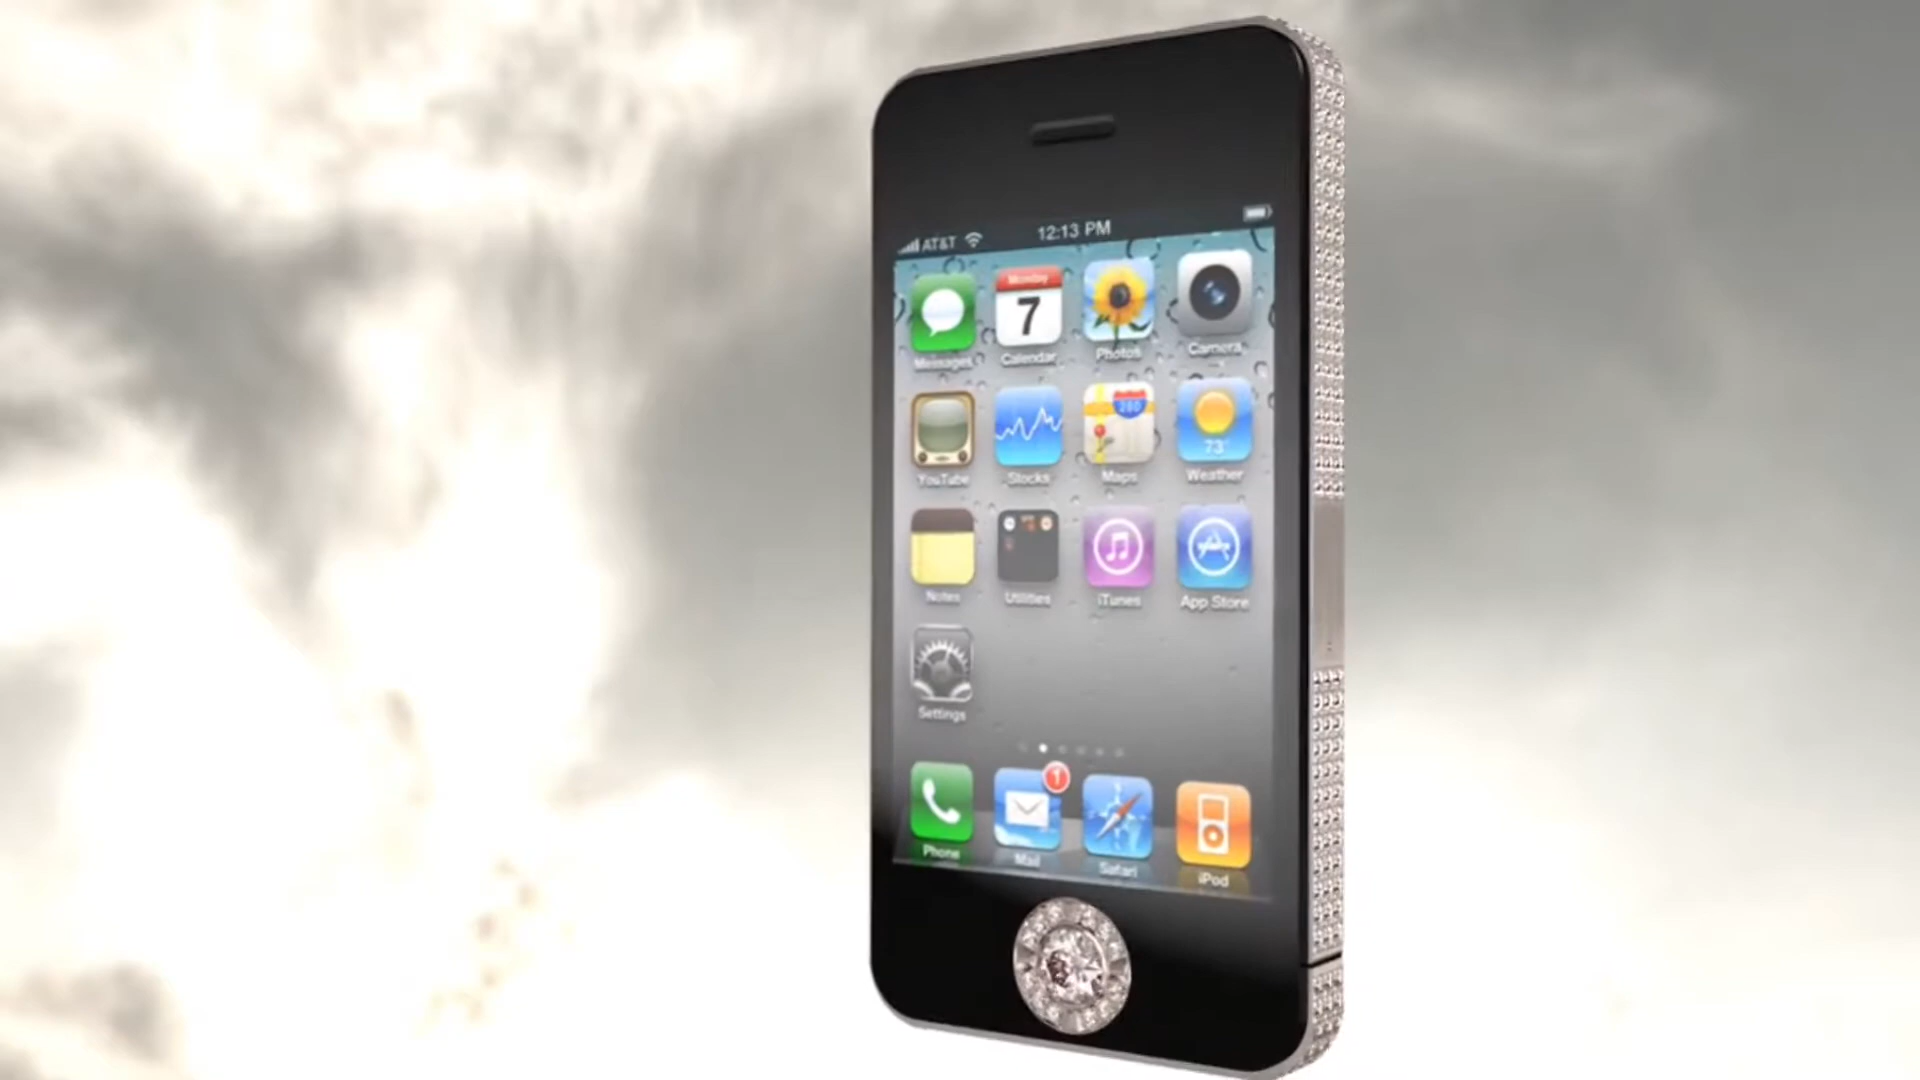 AT&T 12:13 PM
Monday
7
Messages Calendar Photos Camera
280
73°
YouTube Stocks Maps Weather
Notes Utilities iTunes App Store
Settings
1
Phone Mail Safari iPod